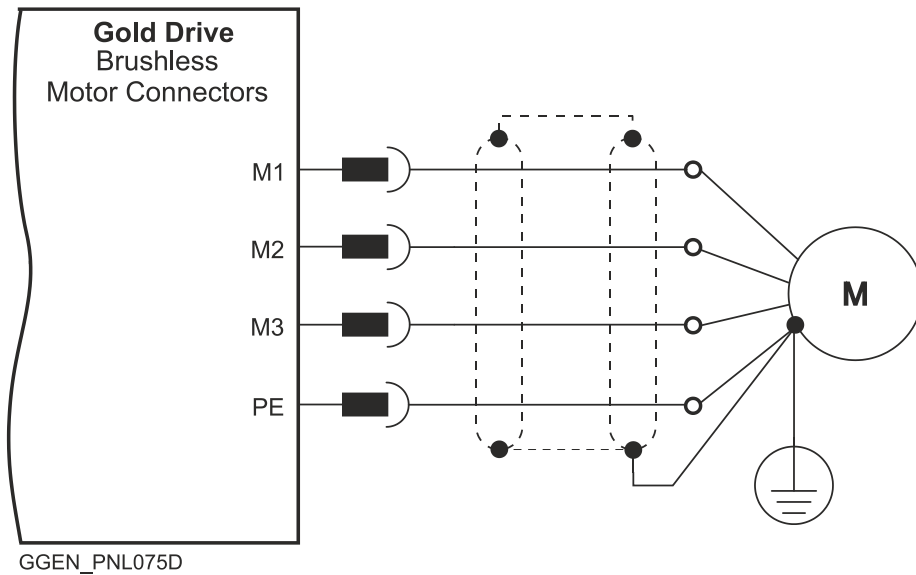 Gold Drive
Brushless
Motor Connectors
M1
M2
M3
PE
M
GGEN_PNL075D